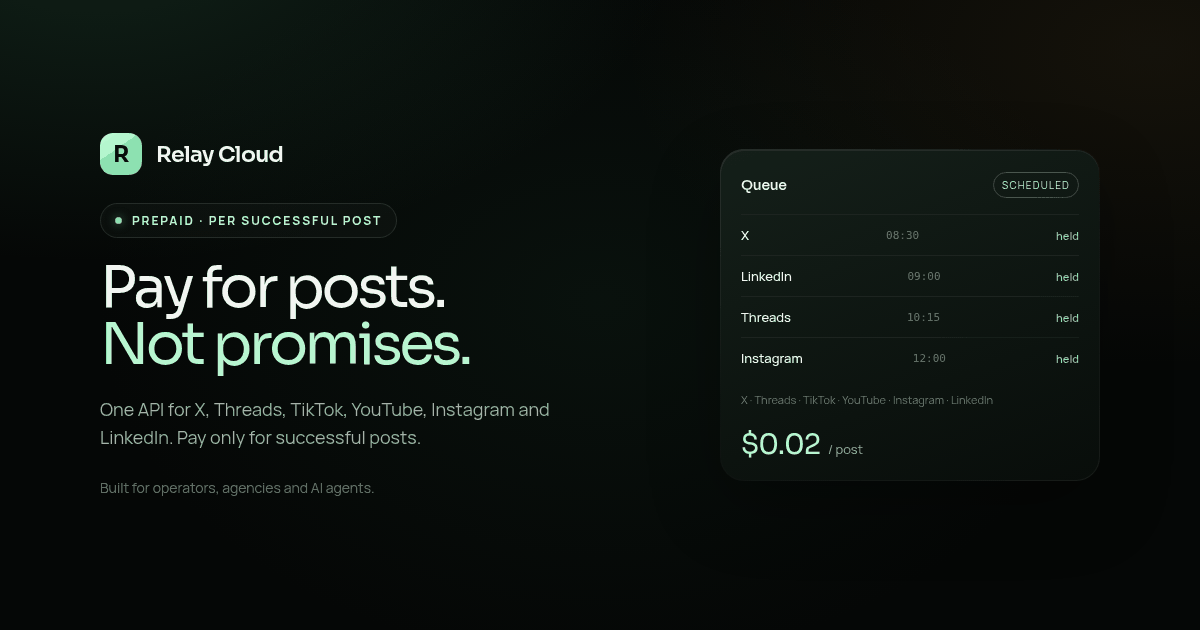 R
Relay Cloud
PREPAID · PER SUCCESSFUL POST
Pay for posts.
Not promises.
One API for X, Threads, TikTok, YouTube, Instagram and
LinkedIn. Pay only for successful posts.
Built for operators, agencies and AI agents.
Queue SCHEDULED
X 08:30 held
LinkedIn 09:00 held
Threads 10:15 held
Instagram 12:00 held
X · Threads · TikTok · YouTube · Instagram · LinkedIn
$0.02 / post